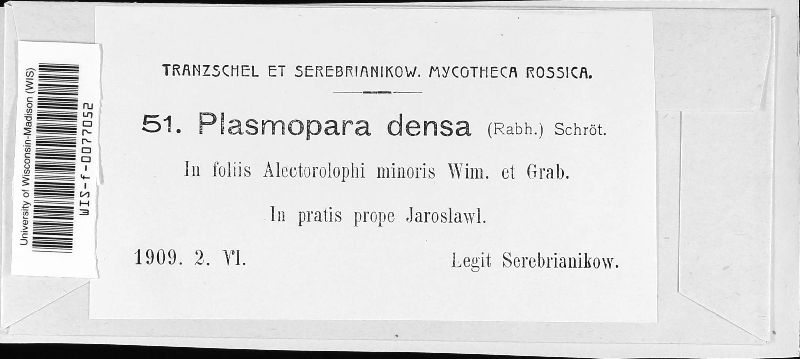 TRANZSCHEL ET SEREBRIANIKOW. MYCOTHECA ROSSICA.
51. Plasmopara densa (Rabh.) Schröt.
In foliis Alectorolophi minoris Wim. et Grab.
In pratis prope Jaroslawl.
1909. 2. VI. Legit Serebrianikow.
University of Wisconsin-Madison (WIS)
WIS-f-0077052